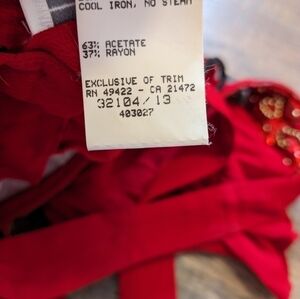 COOL IRON, NO STEAM
63% ACETATE
37% RAYON
EXCLUSIVE OF TRIM
RN 49422 - CA 21472
32104/13
403027